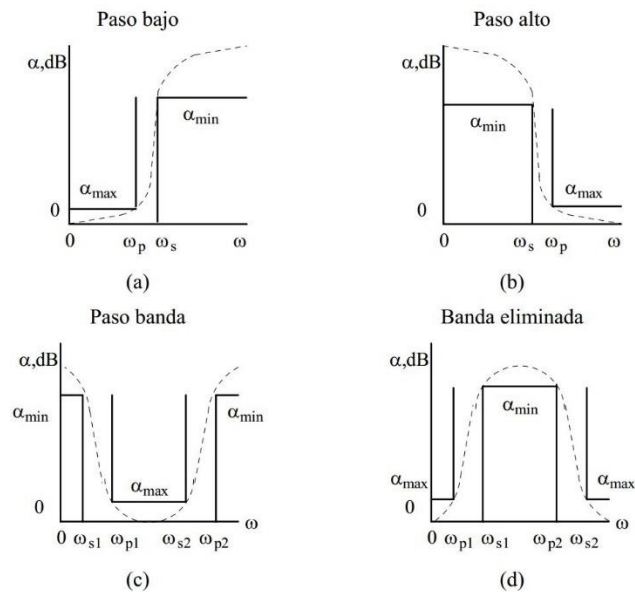 Paso bajo
α,dB
α_min
α_max
0
0 ω_p ω_s ω
(a)
Paso alto
α,dB
α_min
α_max
0
0 ω_s ω_p ω
(b)
Paso banda
α,dB
α_min α_min
α_max
0
0 ω_s1 ω_p1 ω_s2 ω_p2 ω
(c)
Banda eliminada
α,dB
α_min
α_max α_max
0
0 ω_p1 ω_s1 ω_p2 ω_s2 ω
(d)